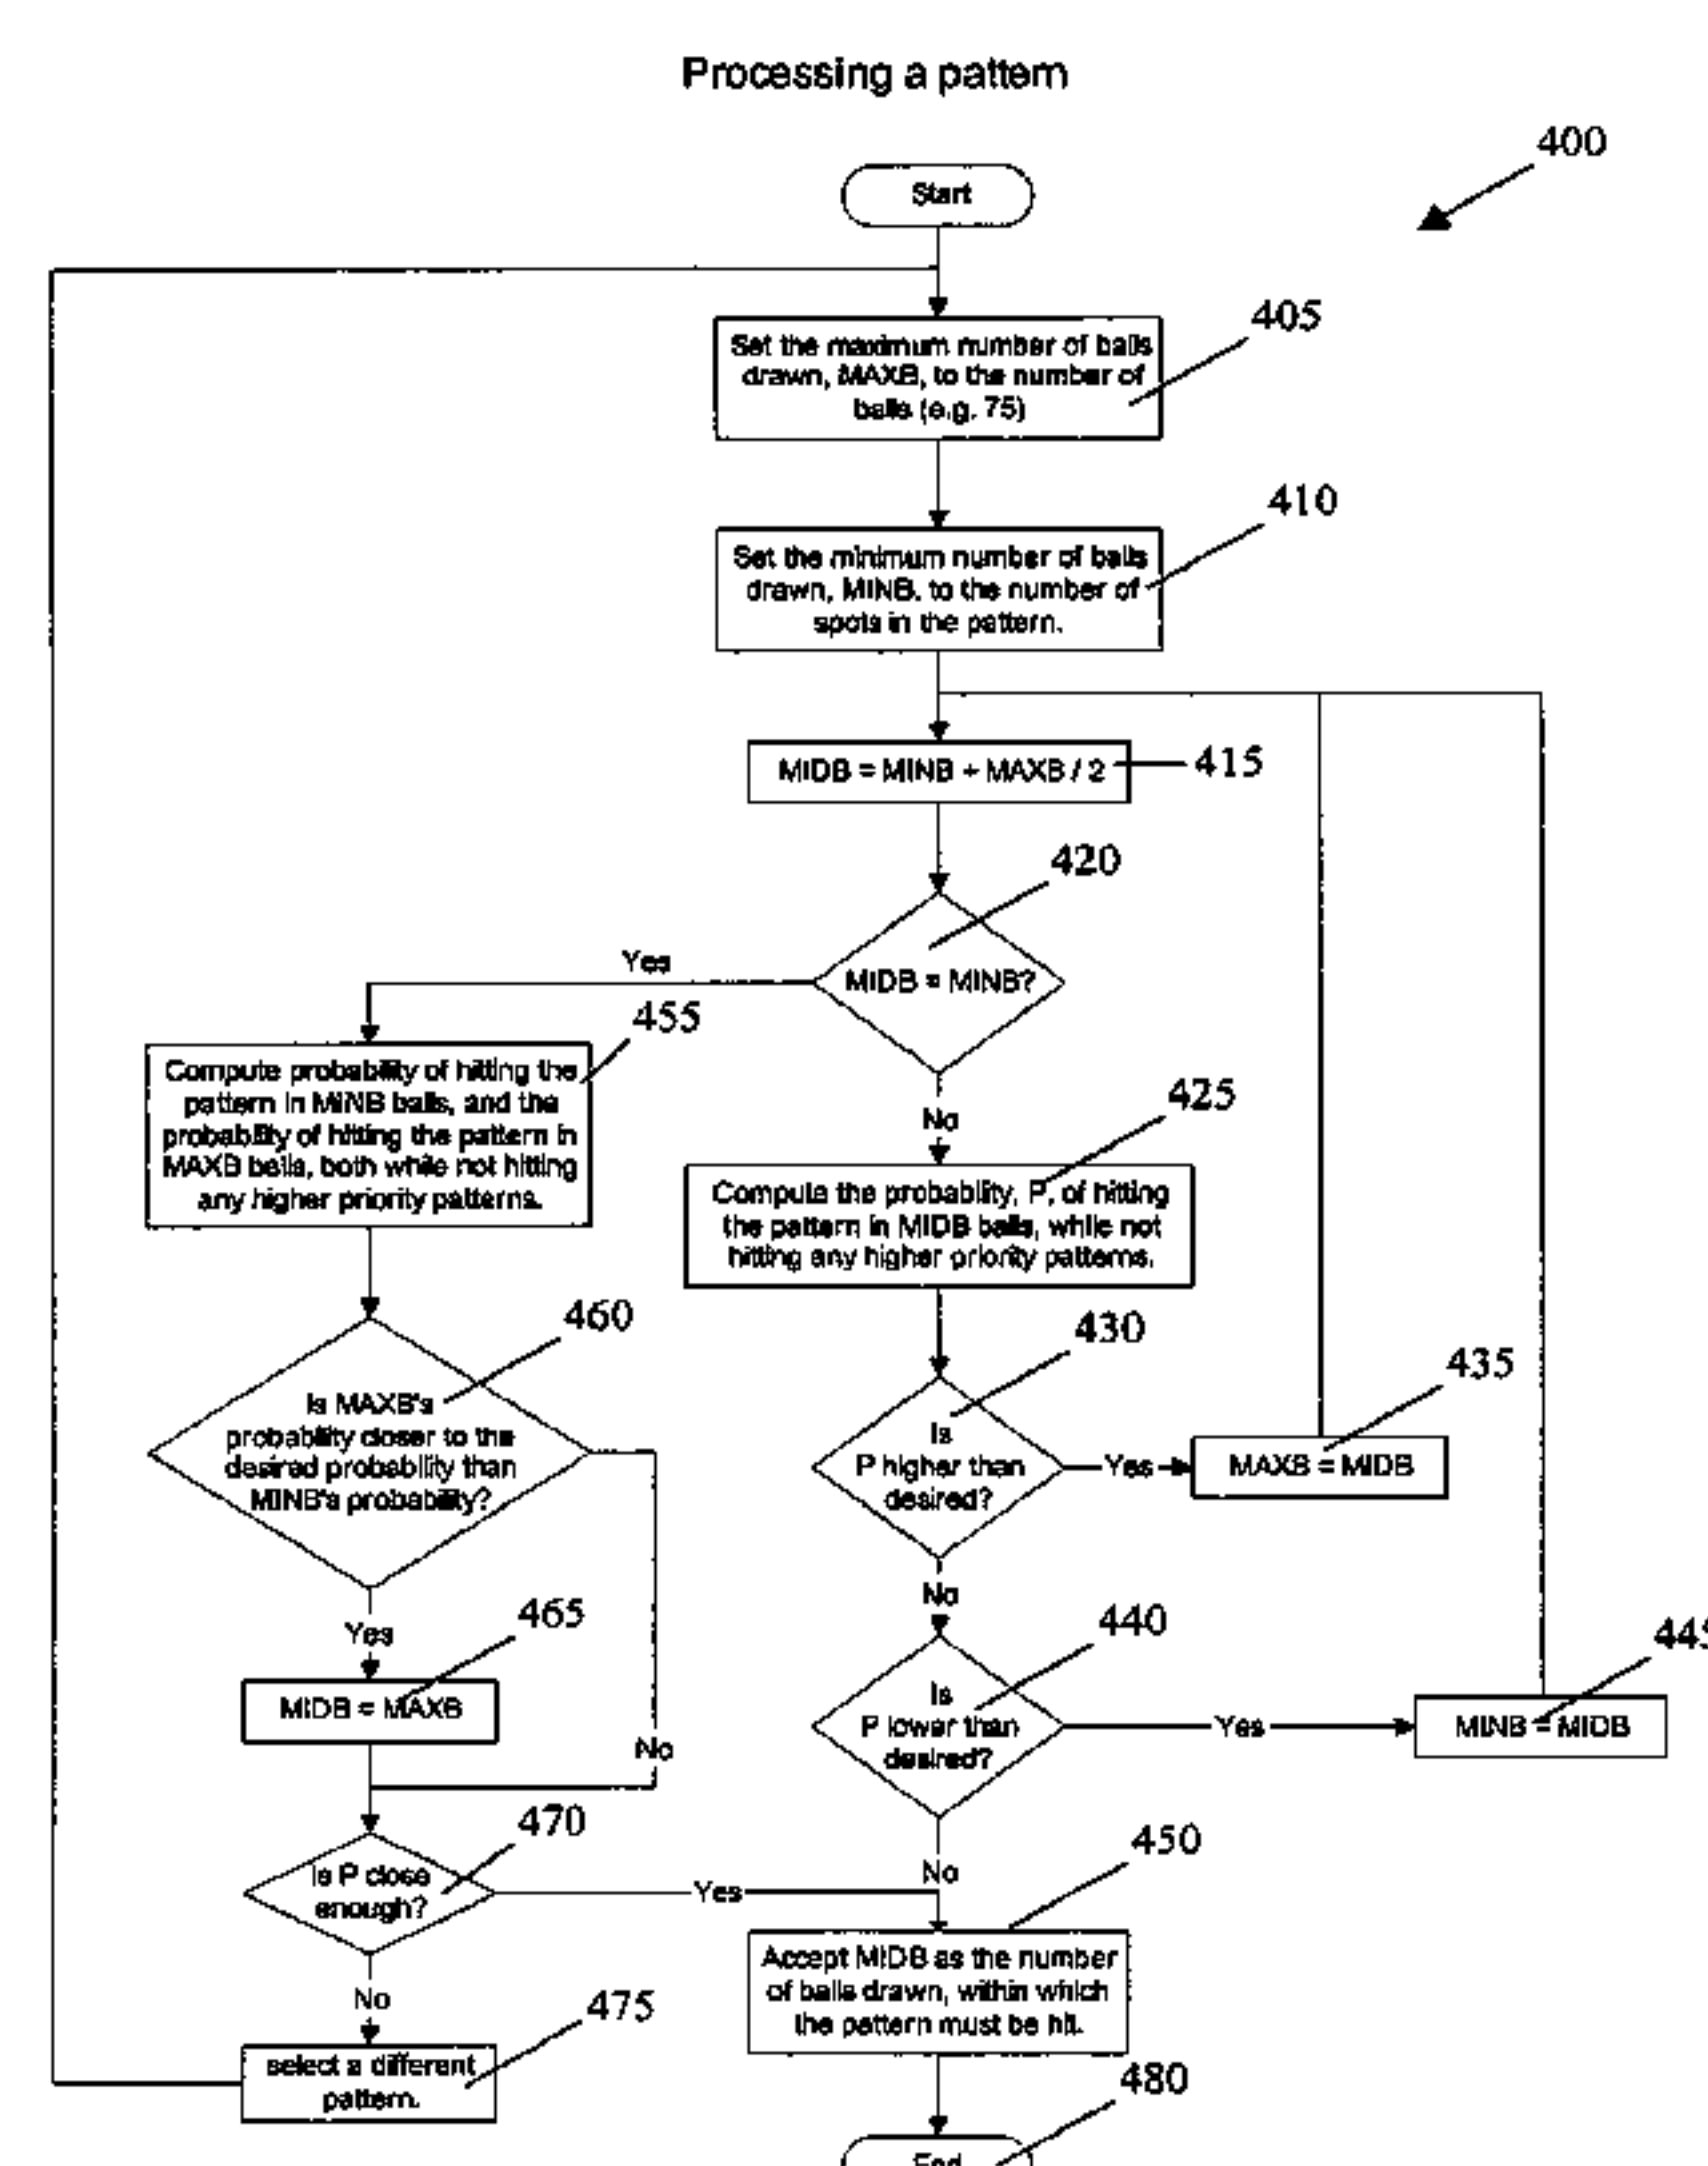 Processing a pattern
400
Start
405
Set the maximum number of balls
drawn, MAXB, to the number of
balls (e.g. 75)
410
Set the minimum number of balls
drawn, MINB, to the number of
spots in the pattern.
MIDB = MINB + MAXB / 2
415
420
MIDB = MINB?
Yes
455
Compute probability of hitting the
pattern in MINB balls, and the
probability of hitting the pattern in
MAXB balls, both while not hitting
any higher priority patterns.
No
425
Compute the probability, P, of hitting
the pattern in MIDB balls, while not
hitting any higher priority patterns.
460
Is MAXB's
probability closer to the
desired probability than
MINB's probability?
430
Is
P higher than
desired?
Yes
435
MAXB = MIDB
No
440
Is
P lower than
desired?
Yes
445
MINB = MIDB
Yes
465
MIDB = MAXB
No
470
Is P close
enough?
Yes
No
450
Accept MIDB as the number
of balls drawn, within which
the pattern must be hit.
No
475
select a different
pattern.
480
End